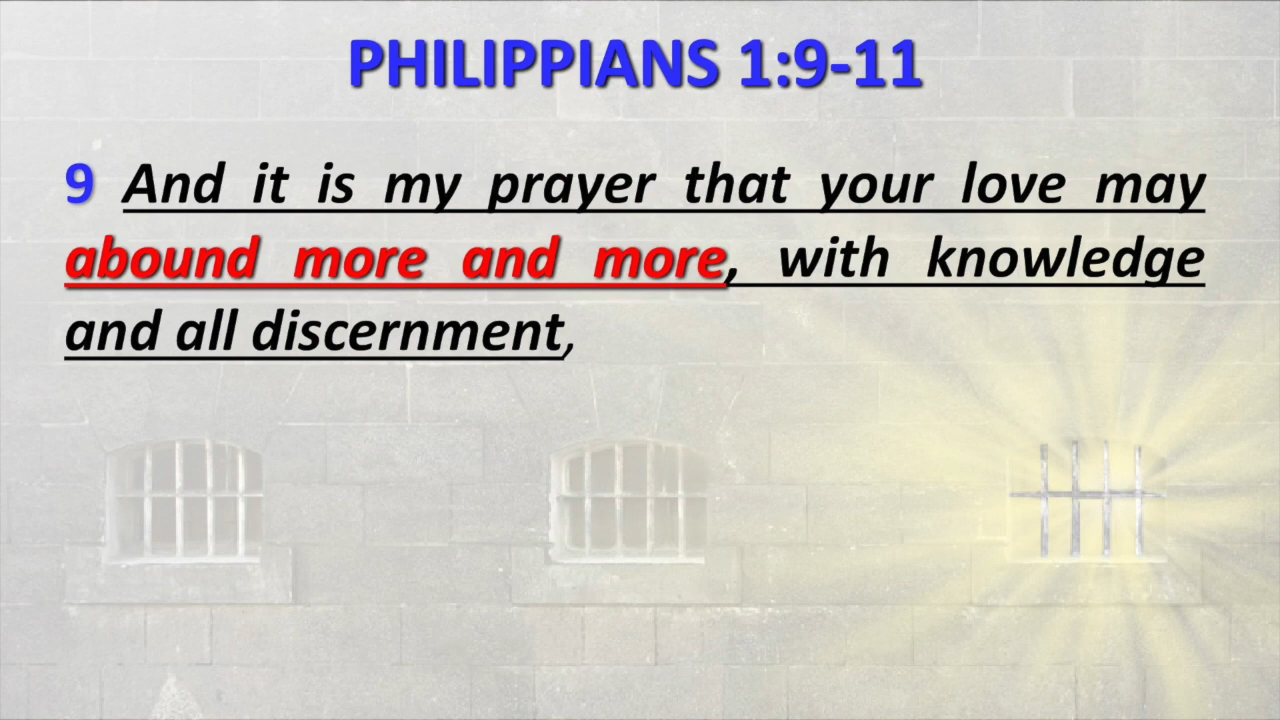 PHILIPPIANS 1:9-11
9 And it is my prayer that your love may
abound more and more, with knowledge
and all discernment,